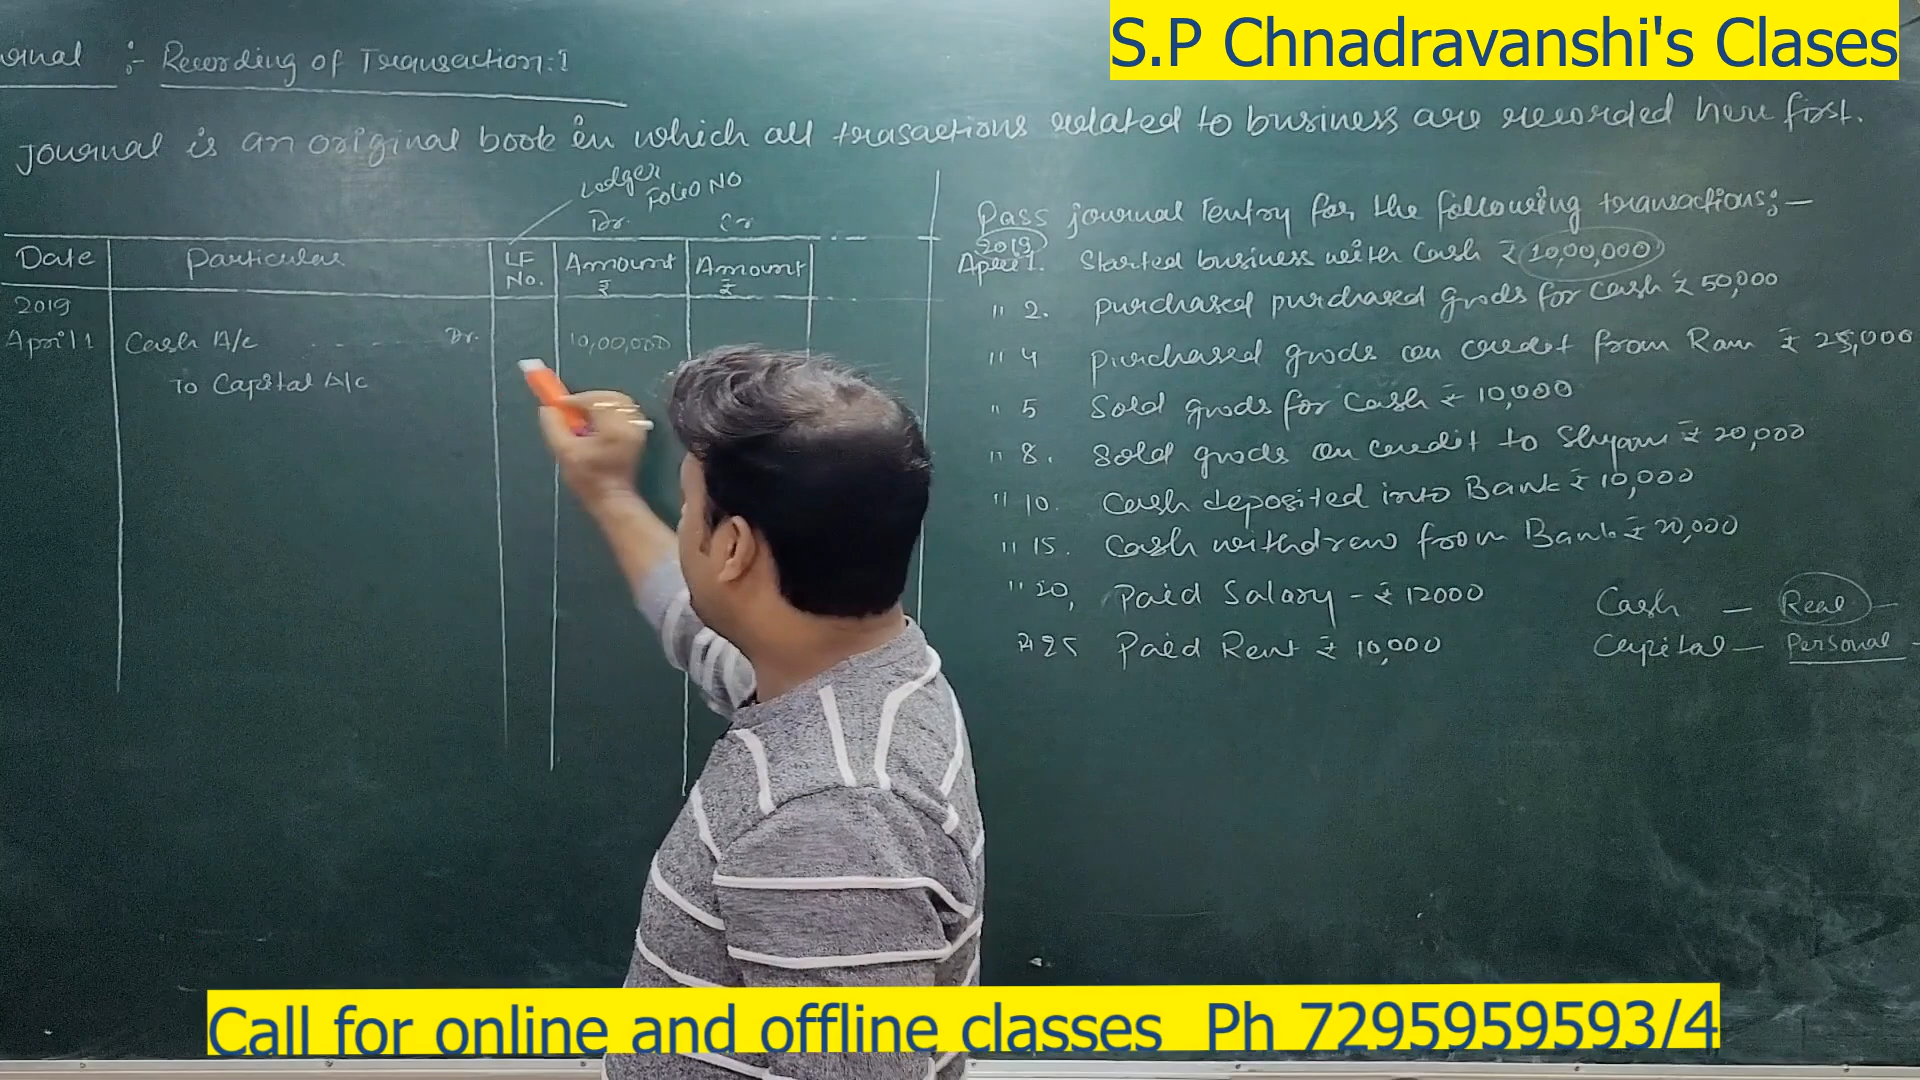 S.P Chnadravanshi's Clases
urnal :- Recording of Transaction:!
journal is an original book in which all trasactions related to business are recorded here first.
Ledger
Folio NO
Dr. Cr
Date Particular LF No. Amount ₹ Amount ₹
2019
April 1 Cash A/c Dr. 10,00,000
To Capital A/c
Pass journal entry for the following transactions;—
2019
April 1. Started business with Cash ₹ 10,00,000
" 2. purchased purchased goods for Cash ₹ 50,000
" 4 purchased goods on credit from Ram ₹ 25,000
" 5 Sold goods for Cash ₹ 10,000
" 8. Sold goods on credit to Shyam ₹ 20,000
" 10. Cash deposited into Bank ₹ 10,000
" 15. Cash withdrew from Bank ₹ 20,000
" 20, Paid Salary - ₹ 12000
25 Paid Rent ₹ 10,000
Cash — Real —
Capital — Personal -
Call for online and offline classes Ph 7295959593/4